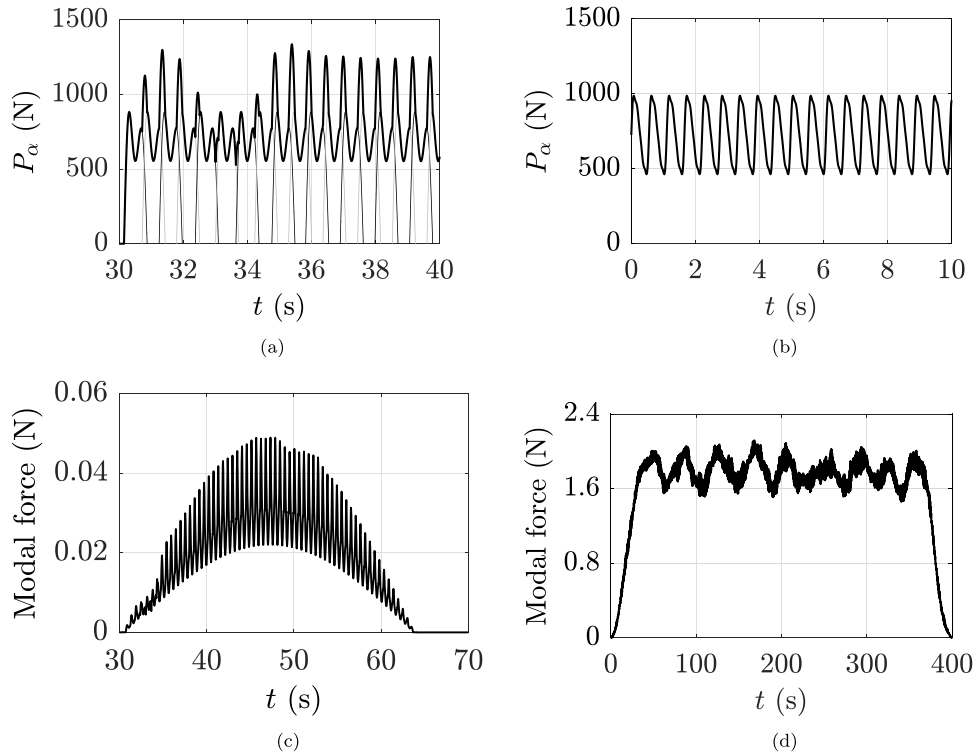 1500
1000
500
0
P_α (N)
30 32 34 36 38 40
t (s)
(a)
1500
1000
500
0
P_α (N)
0 2 4 6 8 10
t (s)
(b)
0.06
0.04
0.02
0
Modal force (N)
30 40 50 60 70
t (s)
(c)
2.4
1.6
0.8
0
Modal force (N)
0 100 200 300 400
t (s)
(d)